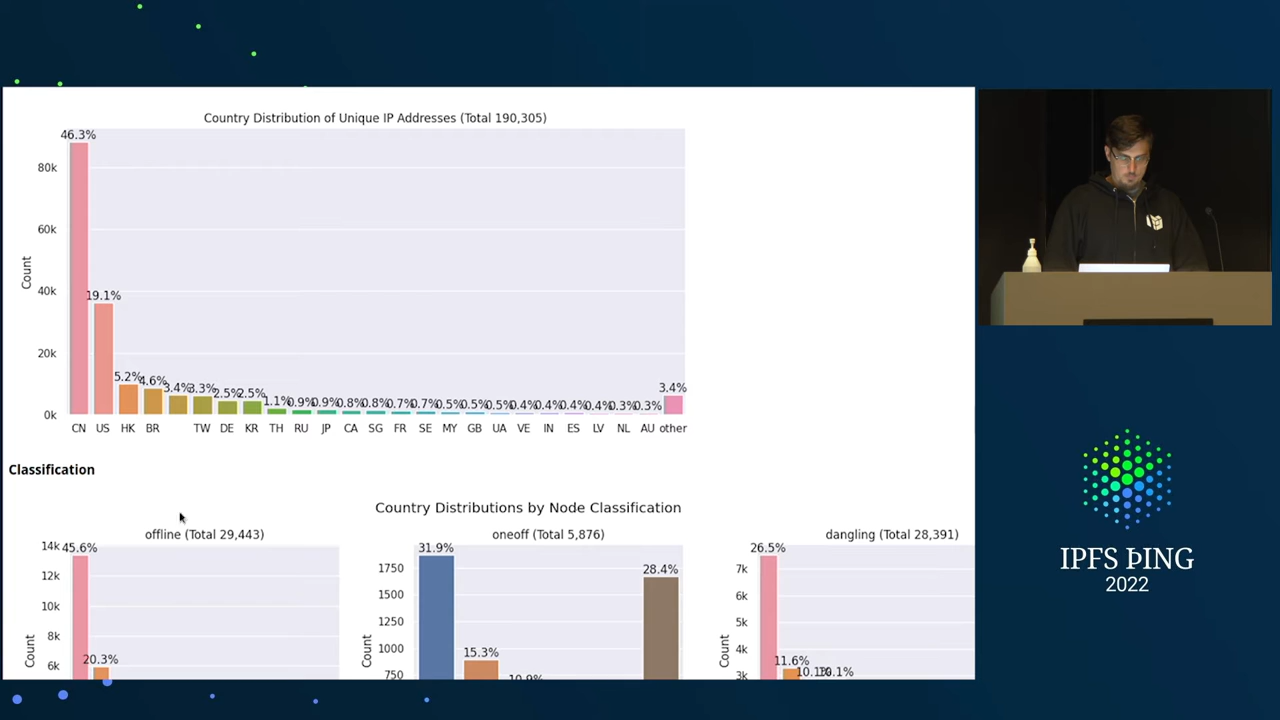 Country Distribution of Unique IP Addresses (Total 190,305)
46.3%
80k
60k
40k
20k
0k
Count
19.1%
5.2%
4.6%
3.4%
3.3%
2.5%
2.5%
1.1%
0.9%
0.9%
0.8%
0.8%
0.7%
0.7%
0.5%
0.5%
0.5%
0.4%
0.4%
0.4%
0.4%
0.3%
0.3%
3.4%
CN US HK BR TW DE KR TH RU JP CA SG FR SE MY GB UA VE IN ES LV NL AU other
Classification
Country Distributions by Node Classification
offline (Total 29,443)
14k
12k
10k
8k
6k
Count
45.6%
20.3%
oneoff (Total 5,876)
1750
1500
1250
1000
750
Count
31.9%
15.3%
10.9%
28.4%
dangling (Total 28,391)
7k
6k
5k
4k
3k
Count
26.5%
11.6%
10.1%
IPFS ÞING
2022